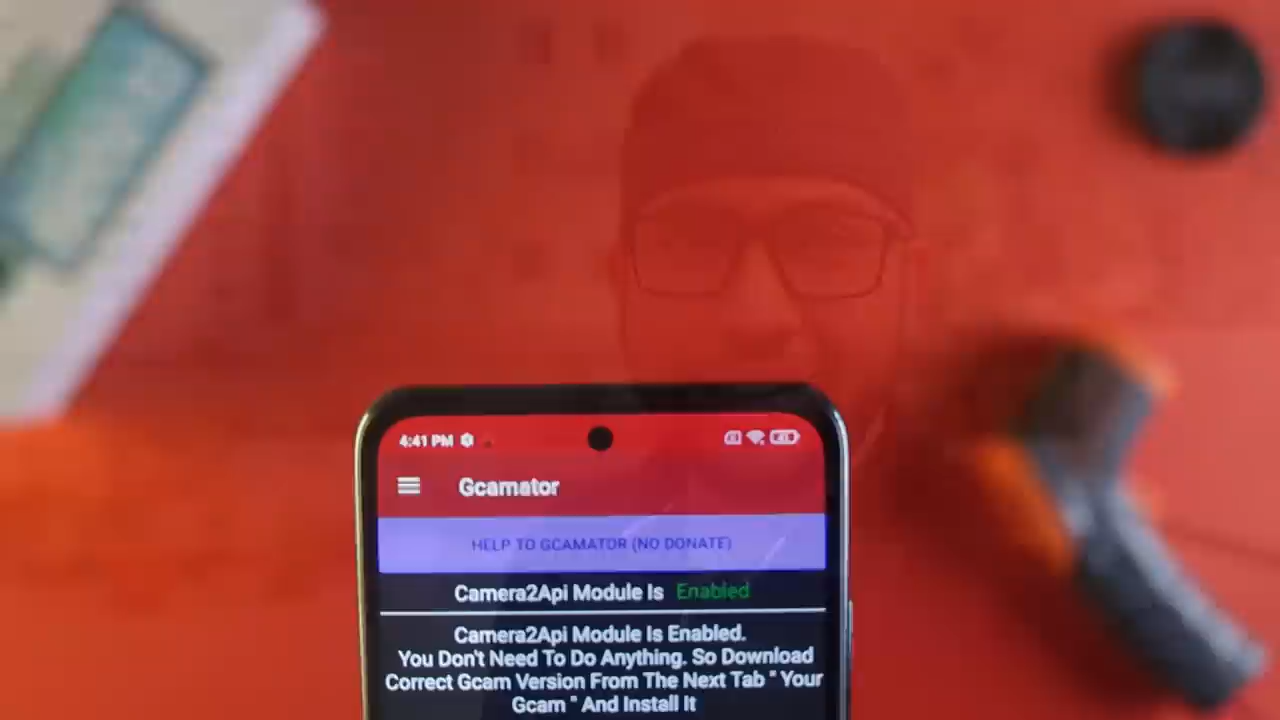 4:41 PM
Gcamator
HELP TO GCAMATOR (NO DONATE)
Camera2Api Module Is Enabled
Camera2Api Module Is Enabled.
You Don't Need To Do Anything. So Download
Correct Gcam Version From The Next Tab " Your
Gcam " And Install It